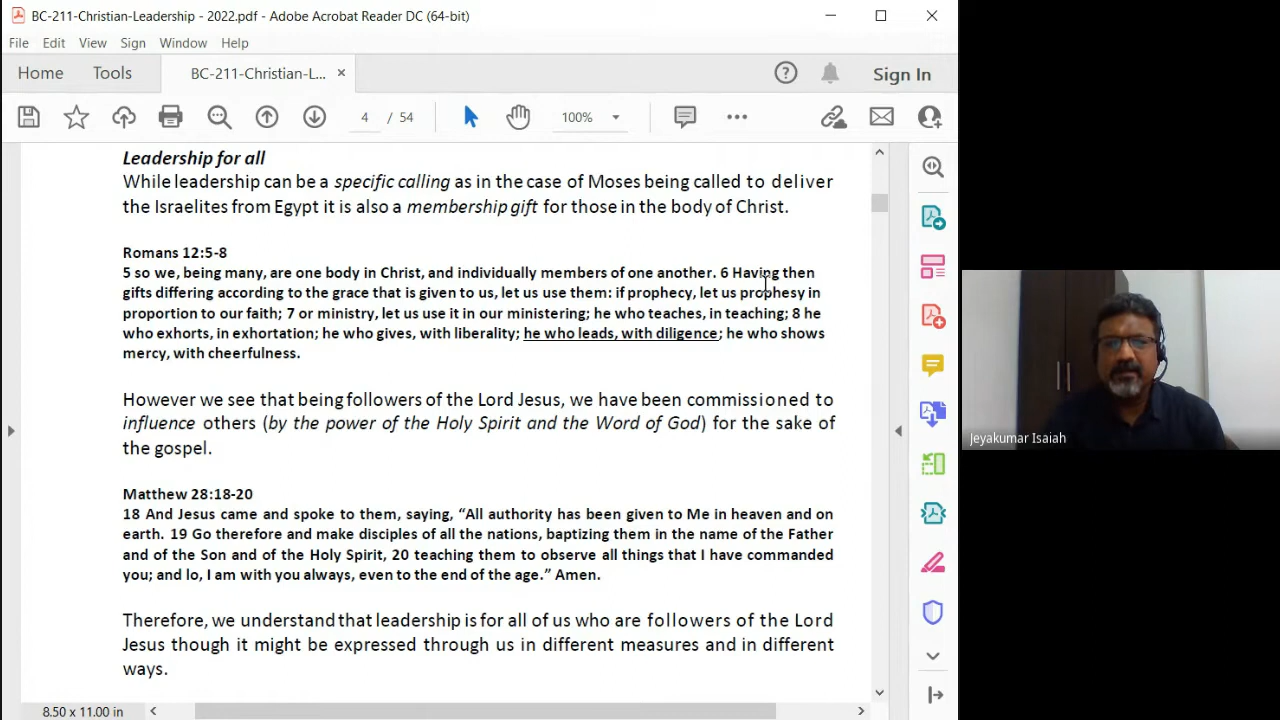 BC-211-Christian-Leadership - 2022.pdf - Adobe Acrobat Reader DC (64-bit)
File Edit View Sign Window Help
Home Tools BC-211-Christian-L... Sign In
4 / 54 100%
Leadership for all
While leadership can be a specific calling as in the case of Moses being called to deliver
the Israelites from Egypt it is also a membership gift for those in the body of Christ.
Romans 12:5-8
5 so we, being many, are one body in Christ, and individually members of one another. 6 Having then
gifts differing according to the grace that is given to us, let us use them: if prophecy, let us prophesy in
proportion to our faith; 7 or ministry, let us use it in our ministering; he who teaches, in teaching; 8 he
who exhorts, in exhortation; he who gives, with liberality; he who leads, with diligence; he who shows
mercy, with cheerfulness.
However we see that being followers of the Lord Jesus, we have been commissioned to
influence others (by the power of the Holy Spirit and the Word of God) for the sake of
the gospel.
Matthew 28:18-20
18 And Jesus came and spoke to them, saying, “All authority has been given to Me in heaven and on
earth. 19 Go therefore and make disciples of all the nations, baptizing them in the name of the Father
and of the Son and of the Holy Spirit, 20 teaching them to observe all things that I have commanded
you; and lo, I am with you always, even to the end of the age.” Amen.
Therefore, we understand that leadership is for all of us who are followers of the Lord
Jesus though it might be expressed through us in different measures and in different
ways.
8.50 x 11.00 in
Jeyakumar Isaiah